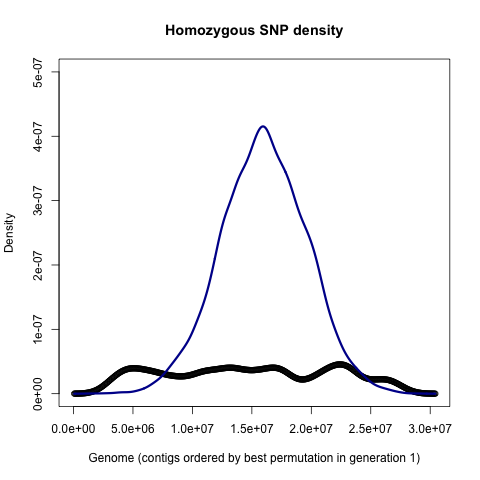 Homozygous SNP density
Density
5e-07
4e-07
3e-07
2e-07
1e-07
0e+00
0.0e+00 5.0e+06 1.0e+07 1.5e+07 2.0e+07 2.5e+07 3.0e+07
Genome (contigs ordered by best permutation in generation 1)